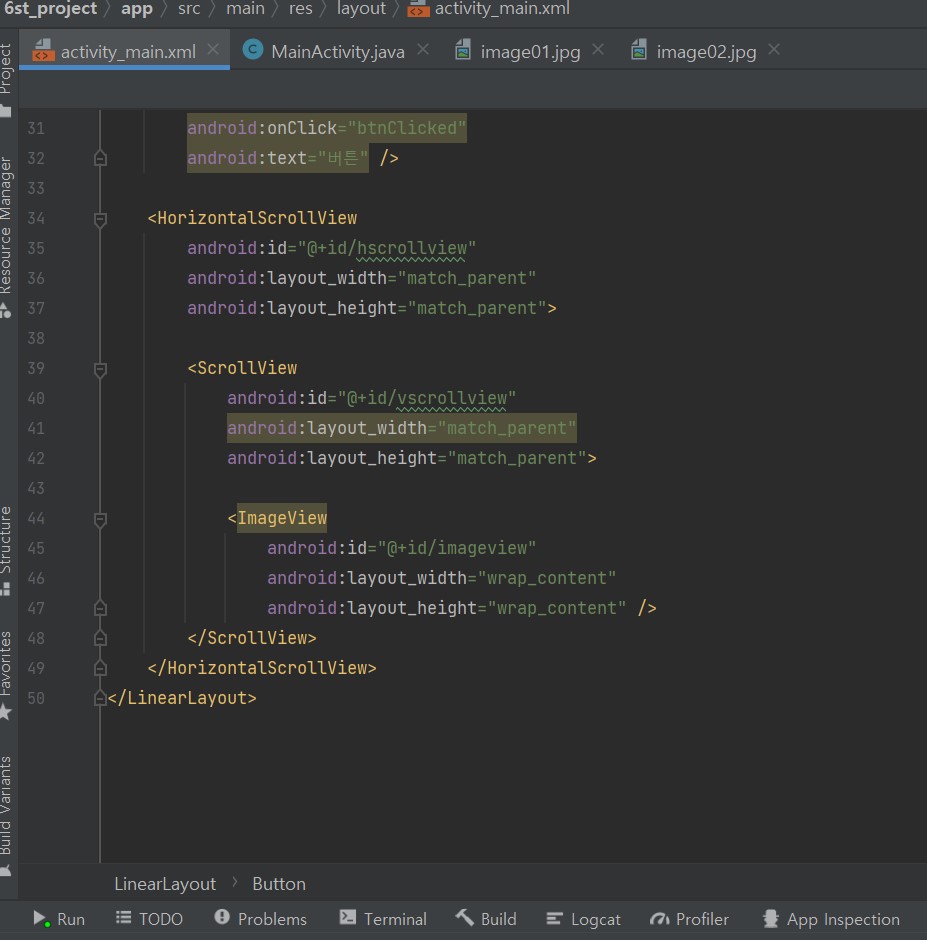 6st_project > app > src > main > res > layout > activity_main.xml
activity_main.xml × MainActivity.java × image01.jpg × image02.jpg ×
Project
Resource Manager
Structure
Favorites
Build Variants
31 android:onClick="btnClicked"
32 android:text="버튼" />
33
34 <HorizontalScrollView
35 android:id="@+id/hscrollview"
36 android:layout_width="match_parent"
37 android:layout_height="match_parent">
38
39 <ScrollView
40 android:id="@+id/vscrollview"
41 android:layout_width="match_parent"
42 android:layout_height="match_parent">
43
44 <ImageView
45 android:id="@+id/imageview"
46 android:layout_width="wrap_content"
47 android:layout_height="wrap_content" />
48 </ScrollView>
49 </HorizontalScrollView>
50 </LinearLayout>
LinearLayout > Button
Run TODO Problems Terminal Build Logcat Profiler App Inspection